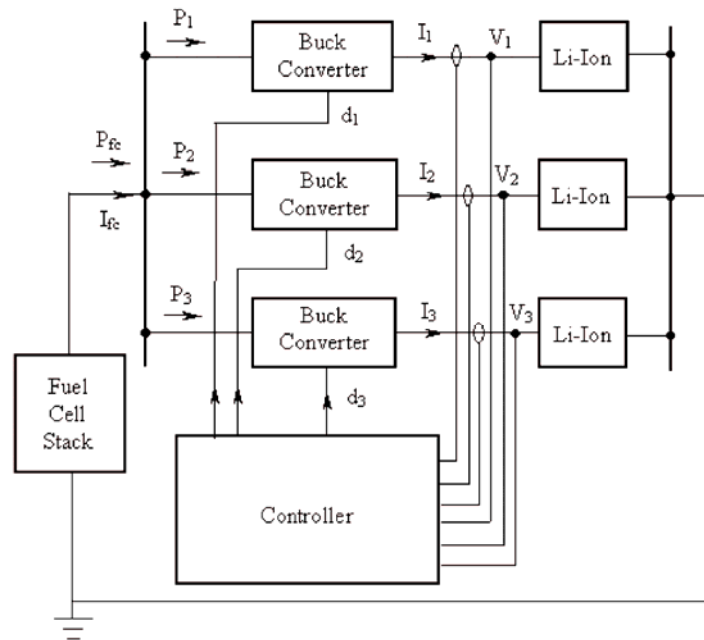 P1
Buck
Converter
I1
V1
Li-Ion
d1
Pfc
P2
Buck
Converter
I2
V2
Li-Ion
Ifc
d2
P3
Buck
Converter
I3
V3
Li-Ion
Fuel
Cell
Stack
d3
Controller